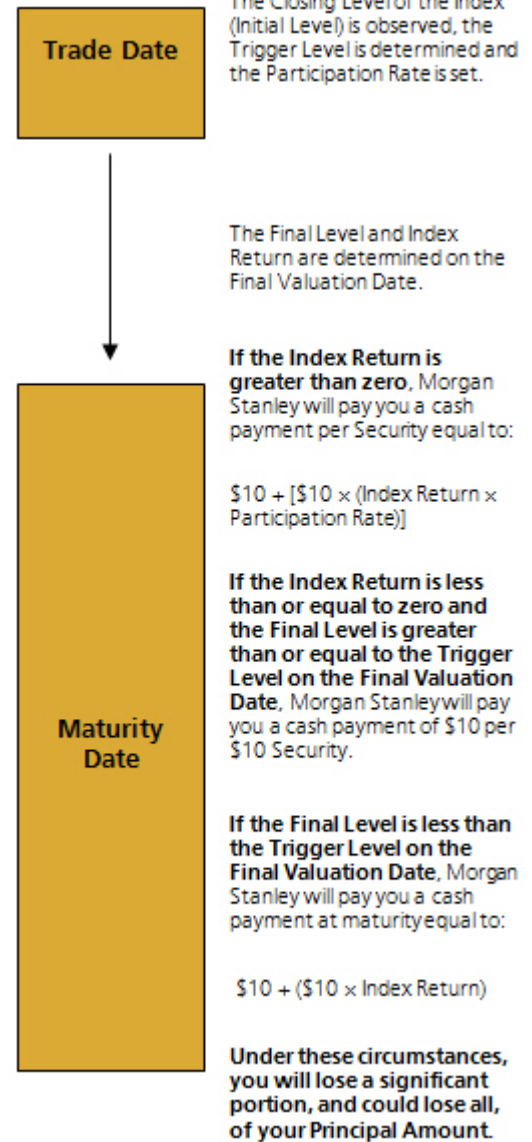 The Closing Level of the Index
(Initial Level) is observed, the
Trigger Level is determined and
the Participation Rate is set.
Trade Date
The Final Level and Index
Return are determined on the
Final Valuation Date.
If the Index Return is
greater than zero, Morgan
Stanley will pay you a cash
payment per Security equal to:
$10 + [$10 × (Index Return ×
Participation Rate)]
If the Index Return is less
than or equal to zero and
the Final Level is greater
than or equal to the Trigger
Level on the Final Valuation
Date, Morgan Stanley will pay
you a cash payment of $10 per
$10 Security.
Maturity
Date
If the Final Level is less than
the Trigger Level on the
Final Valuation Date, Morgan
Stanley will pay you a cash
payment at maturity equal to:
$10 + ($10 × Index Return)
Under these circumstances,
you will lose a significant
portion, and could lose all,
of your Principal Amount.